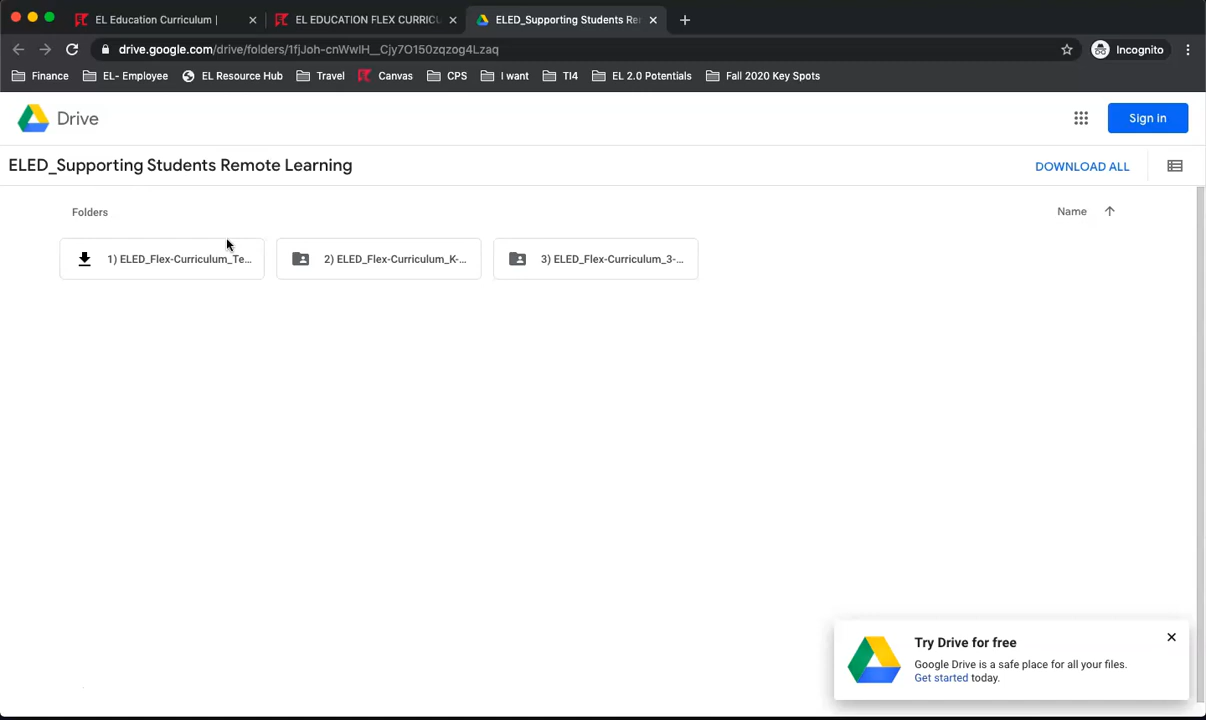 EL Education Curriculum |
EL EDUCATION FLEX CURRICU
ELED_Supporting Students Re
drive.google.com/drive/folders/1fjJoh-cnWwlH__Cjy7O150zqzog4Lzaq
Incognito
Finance
EL- Employee
EL Resource Hub
Travel
Canvas
CPS
I want
TI4
EL 2.0 Potentials
Fall 2020 Key Spots
Drive
Sign in
ELED_Supporting Students Remote Learning
DOWNLOAD ALL
Folders
Name
1) ELED_Flex-Curriculum_Te...
2) ELED_Flex-Curriculum_K-...
3) ELED_Flex-Curriculum_3-...
Try Drive for free
Google Drive is a safe place for all your files.
Get started today.